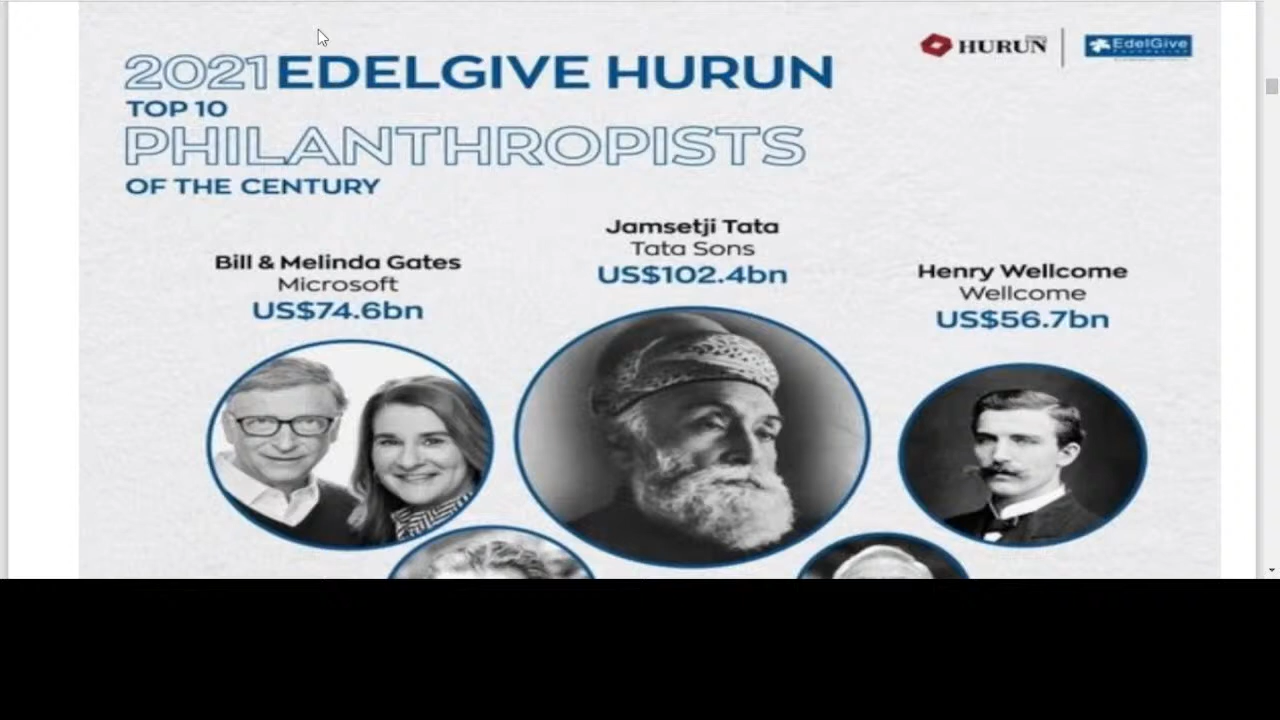 HURUN
EdelGive
2021 EDELGIVE HURUN
TOP 10
PHILANTHROPISTS
OF THE CENTURY
Jamsetji Tata
Tata Sons
US$102.4bn
Bill & Melinda Gates
Microsoft
US$74.6bn
Henry Wellcome
Wellcome
US$56.7bn